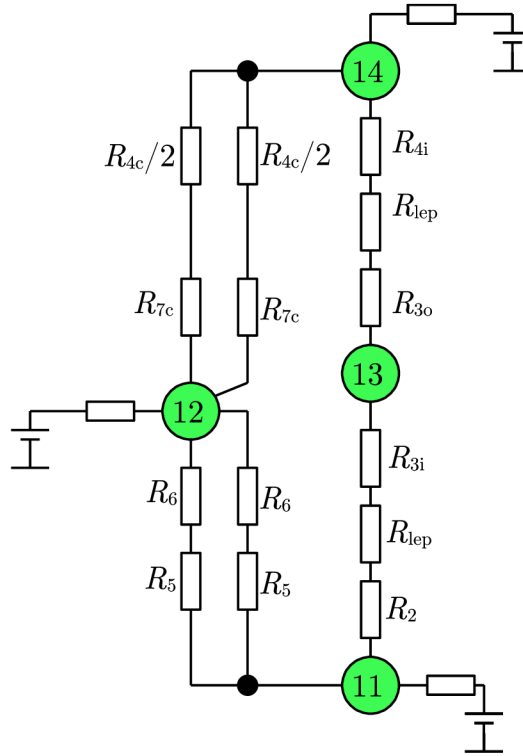 14
R4c/2 R4c/2 R4i
Rlep
R7c R7c R3o
13
12
R3i
R6 R6
Rlep
R5 R5 R2
11